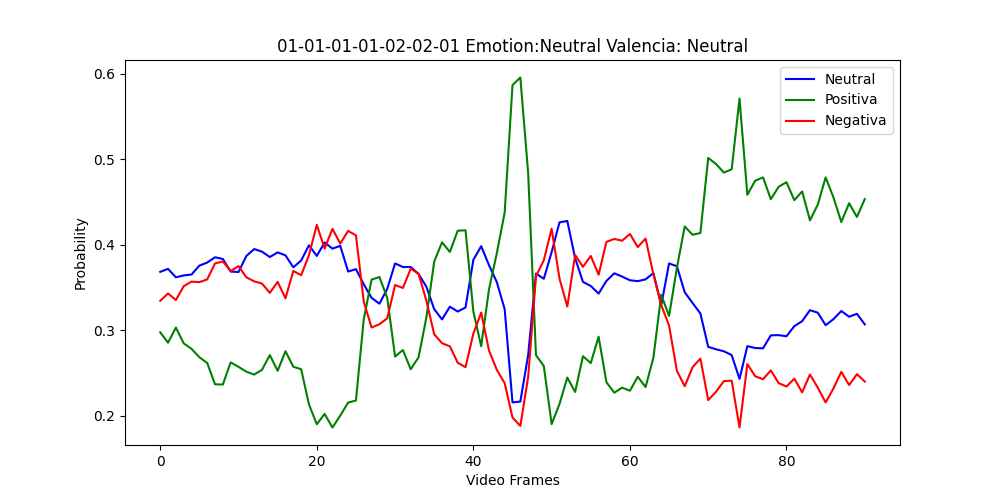 01-01-01-01-02-02-01 Emotion:Neutral Valencia: Neutral
Neutral
Positiva
Negativa
Probability
0.6
0.5
0.4
0.3
0.2
0
20
40
60
80
Video Frames